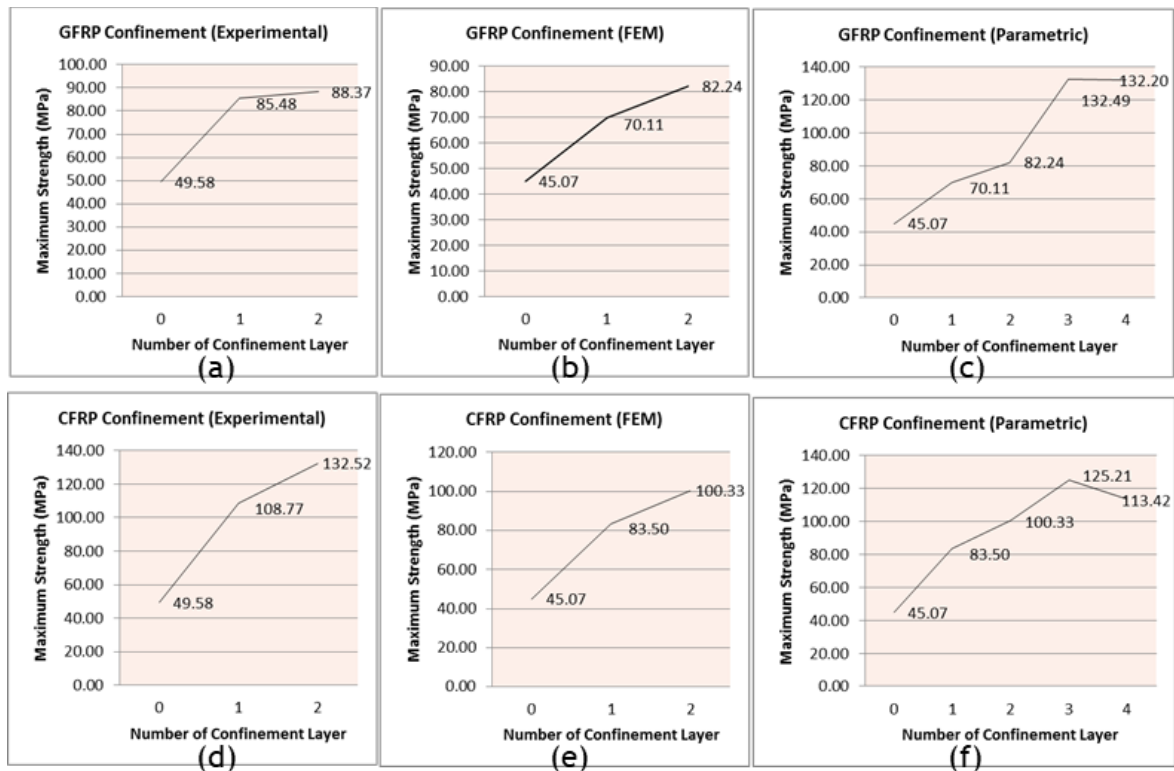 GFRP Confinement (Experimental)
Maximum Strength (MPa)
100.00
90.00
80.00
70.00
60.00
50.00
40.00
30.00
20.00
10.00
0.00
49.58
85.48
88.37
0 1 2
Number of Confinement Layer
(a)
GFRP Confinement (FEM)
Maximum Strength (MPa)
90.00
80.00
70.00
60.00
50.00
40.00
30.00
20.00
10.00
0.00
45.07
70.11
82.24
0 1 2
Number of Confinement Layer
(b)
GFRP Confinement (Parametric)
Maximum Strength (MPa)
140.00
120.00
100.00
80.00
60.00
40.00
20.00
0.00
45.07
70.11
82.24
132.49
132.20
0 1 2 3 4
Number of Confinement Layer
(c)
CFRP Confinement (Experimental)
Maximum Strength (MPa)
140.00
120.00
100.00
80.00
60.00
40.00
20.00
0.00
49.58
108.77
132.52
0 1 2
Number of Confinement Layer
(d)
CFRP Confinement (FEM)
Maximum Strength (MPa)
120.00
100.00
80.00
60.00
40.00
20.00
0.00
45.07
83.50
100.33
0 1 2
Number of Confinement Layer
(e)
CFRP Confinement (Parametric)
Maximum Strength (MPa)
140.00
120.00
100.00
80.00
60.00
40.00
20.00
0.00
45.07
83.50
100.33
125.21
113.42
0 1 2 3 4
Number of Confinement Layer
(f)